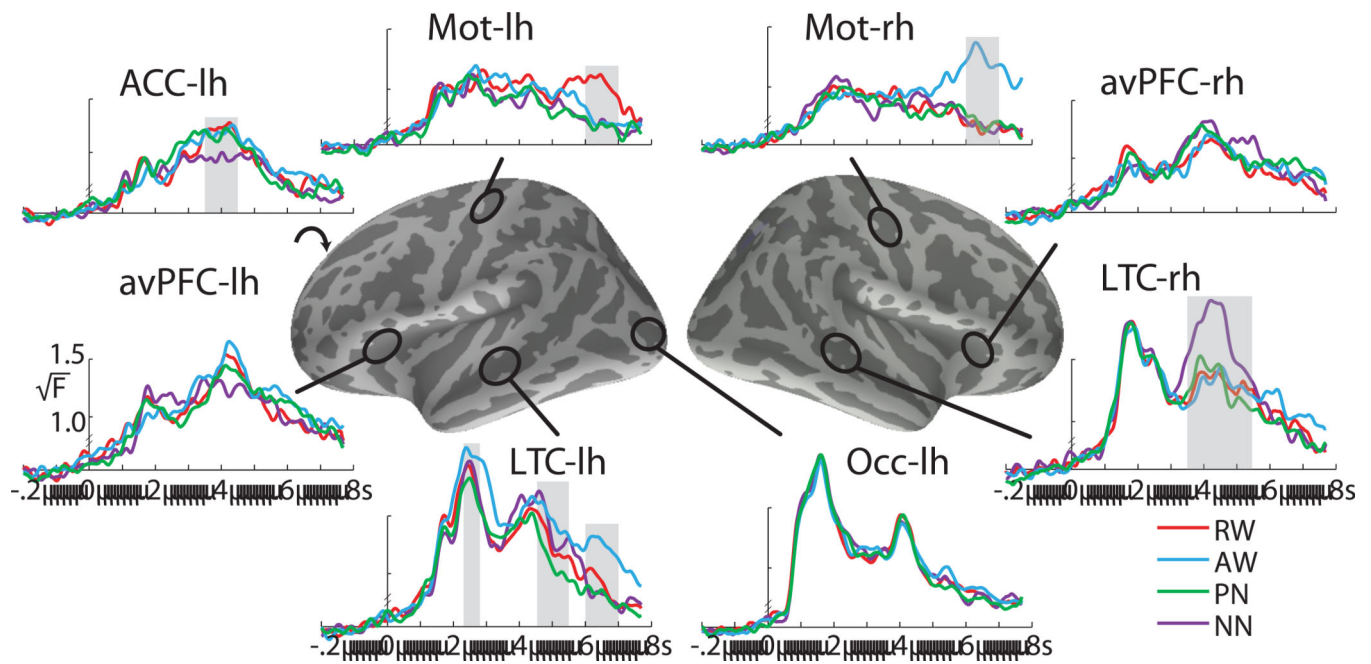 Mot-lh
Mot-rh
ACC-lh
avPFC-rh
avPFC-lh
LTC-rh
1.5
√F
1.0
LTC-lh
Occ-lh
-.2 0 .2 .4 .6 .8s
-.2 0 .2 .4 .6 .8s
RW
AW
PN
NN
-.2 0 .2 .4 .6 .8s
-.2 0 .2 .4 .6 .8s